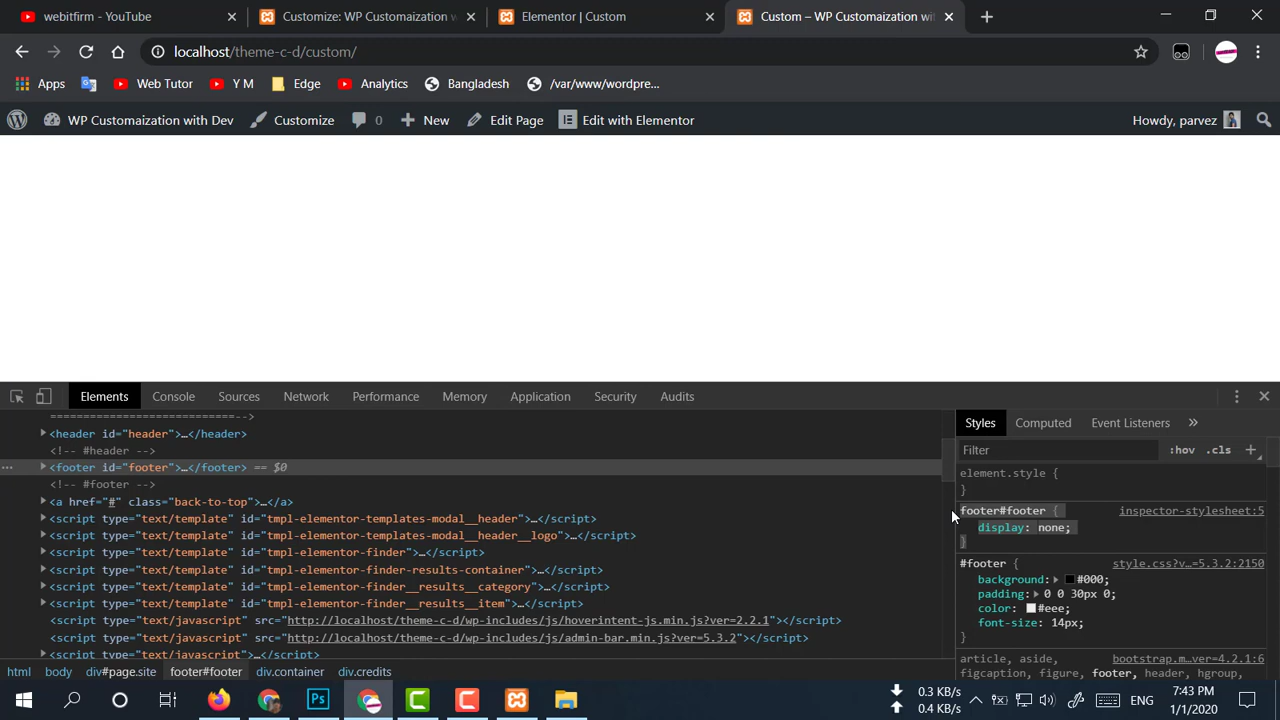 webitfirm - YouTube
Customize: WP Customaization w
Elementor | Custom
Custom – WP Customaization wit
localhost/theme-c-d/custom/
Apps
Web Tutor
Y M
Edge
Analytics
Bangladesh
/var/www/wordpre...
WP Customaization with Dev
Customize
0
New
Edit Page
Edit with Elementor
Howdy, parvez
Elements
Console
Sources
Network
Performance
Memory
Application
Security
Audits
============================-->
<header id="header">…</header>
<!-- #header -->
<footer id="footer">…</footer> == $0
<!-- #footer -->
<a href="#" class="back-to-top">…</a>
<script type="text/template" id="tmpl-elementor-templates-modal__header">…</script>
<script type="text/template" id="tmpl-elementor-templates-modal__header__logo">…</script>
<script type="text/template" id="tmpl-elementor-finder">…</script>
<script type="text/template" id="tmpl-elementor-finder-results-container">…</script>
<script type="text/template" id="tmpl-elementor-finder__results__category">…</script>
<script type="text/template" id="tmpl-elementor-finder__results__item">…</script>
<script type="text/javascript" src="http://localhost/theme-c-d/wp-includes/js/hoverintent-js.min.js?ver=2.2.1"></script>
<script type="text/javascript" src="http://localhost/theme-c-d/wp-includes/js/admin-bar.min.js?ver=5.3.2"></script>
<script type="text/javascript">…</script>
html
body
div#page.site
footer#footer
div.container
div.credits
Styles
Computed
Event Listeners
Filter
:hov
.cls
element.style {
}
footer#footer {
inspector-stylesheet:5
display: none;
}
#footer {
style.css?v…=5.3.2:2150
background: #000;
padding: 0 0 30px 0;
color: #eee;
font-size: 14px;
}
article, aside,
bootstrap.m…ver=4.2.1:6
figcaption, figure, footer, header, hgroup,
Ps
0.3 KB/s
0.4 KB/s
ENG
7:43 PM
1/1/2020